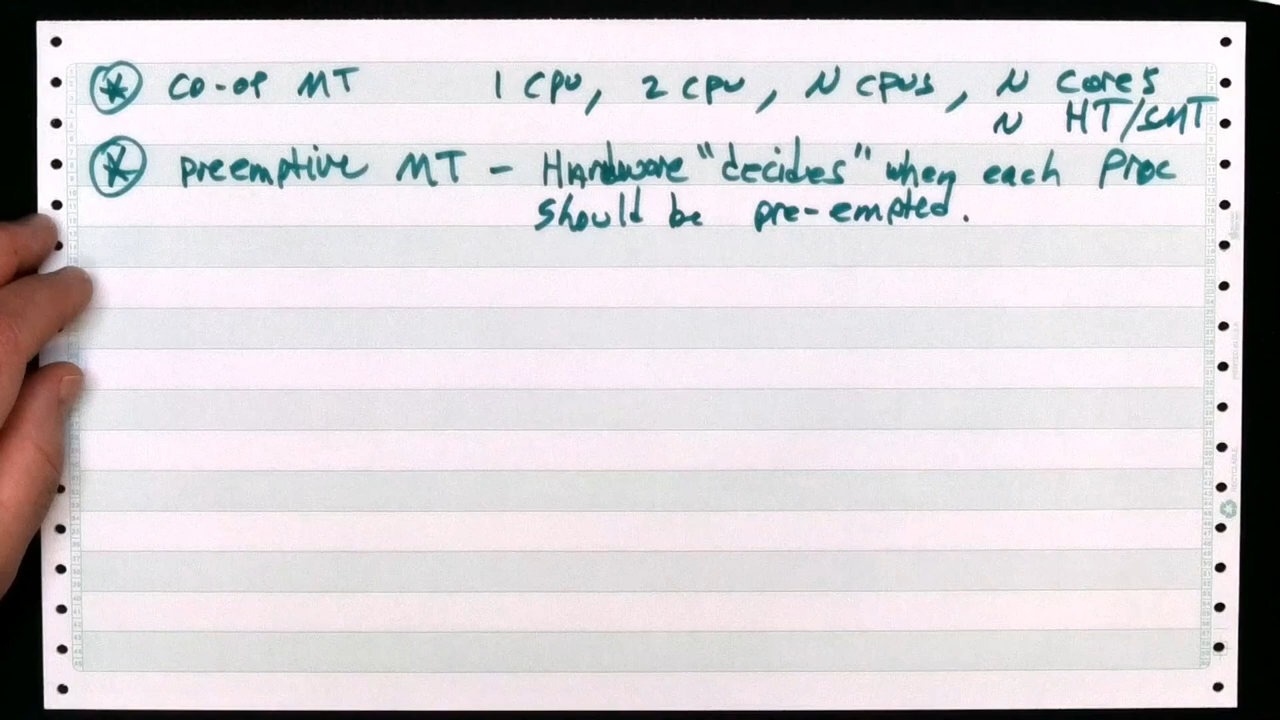 * CO-OP MT 1 CPU, 2 CPU, N CPUS, N CORES
N HT/SMT
* preemptive MT - Hardware "decides" when each Proc
should be pre-empted.